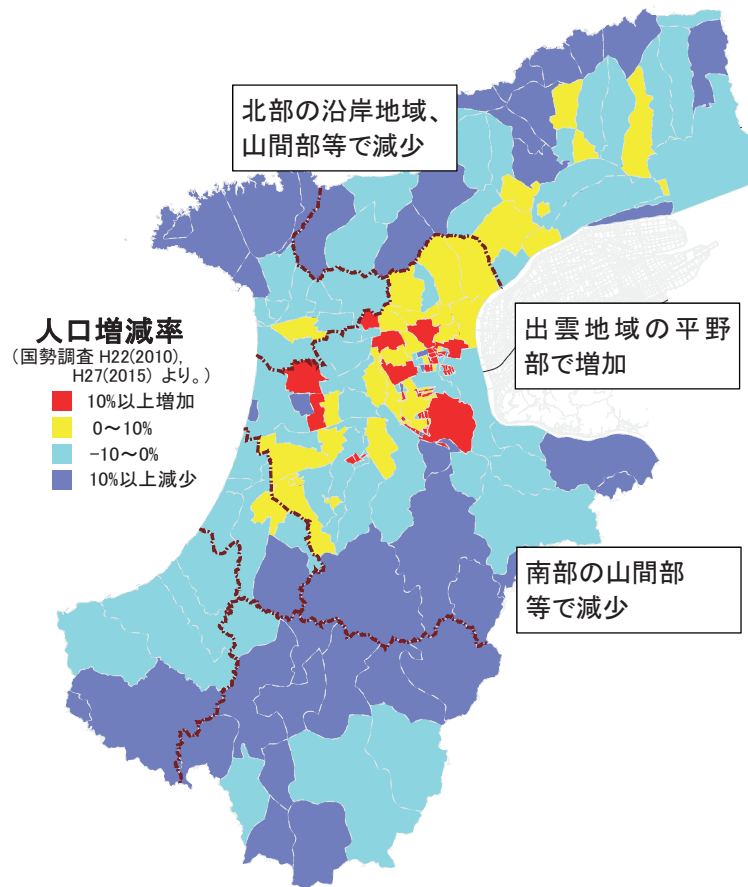 北部の沿岸地域、
山間部等で減少
出雲地域の平野
部で増加
人口増減率
(国勢調査 H22(2010),
H27(2015) より。)
10%以上増加
0～10%
-10～0%
10%以上減少
南部の山間部
等で減少